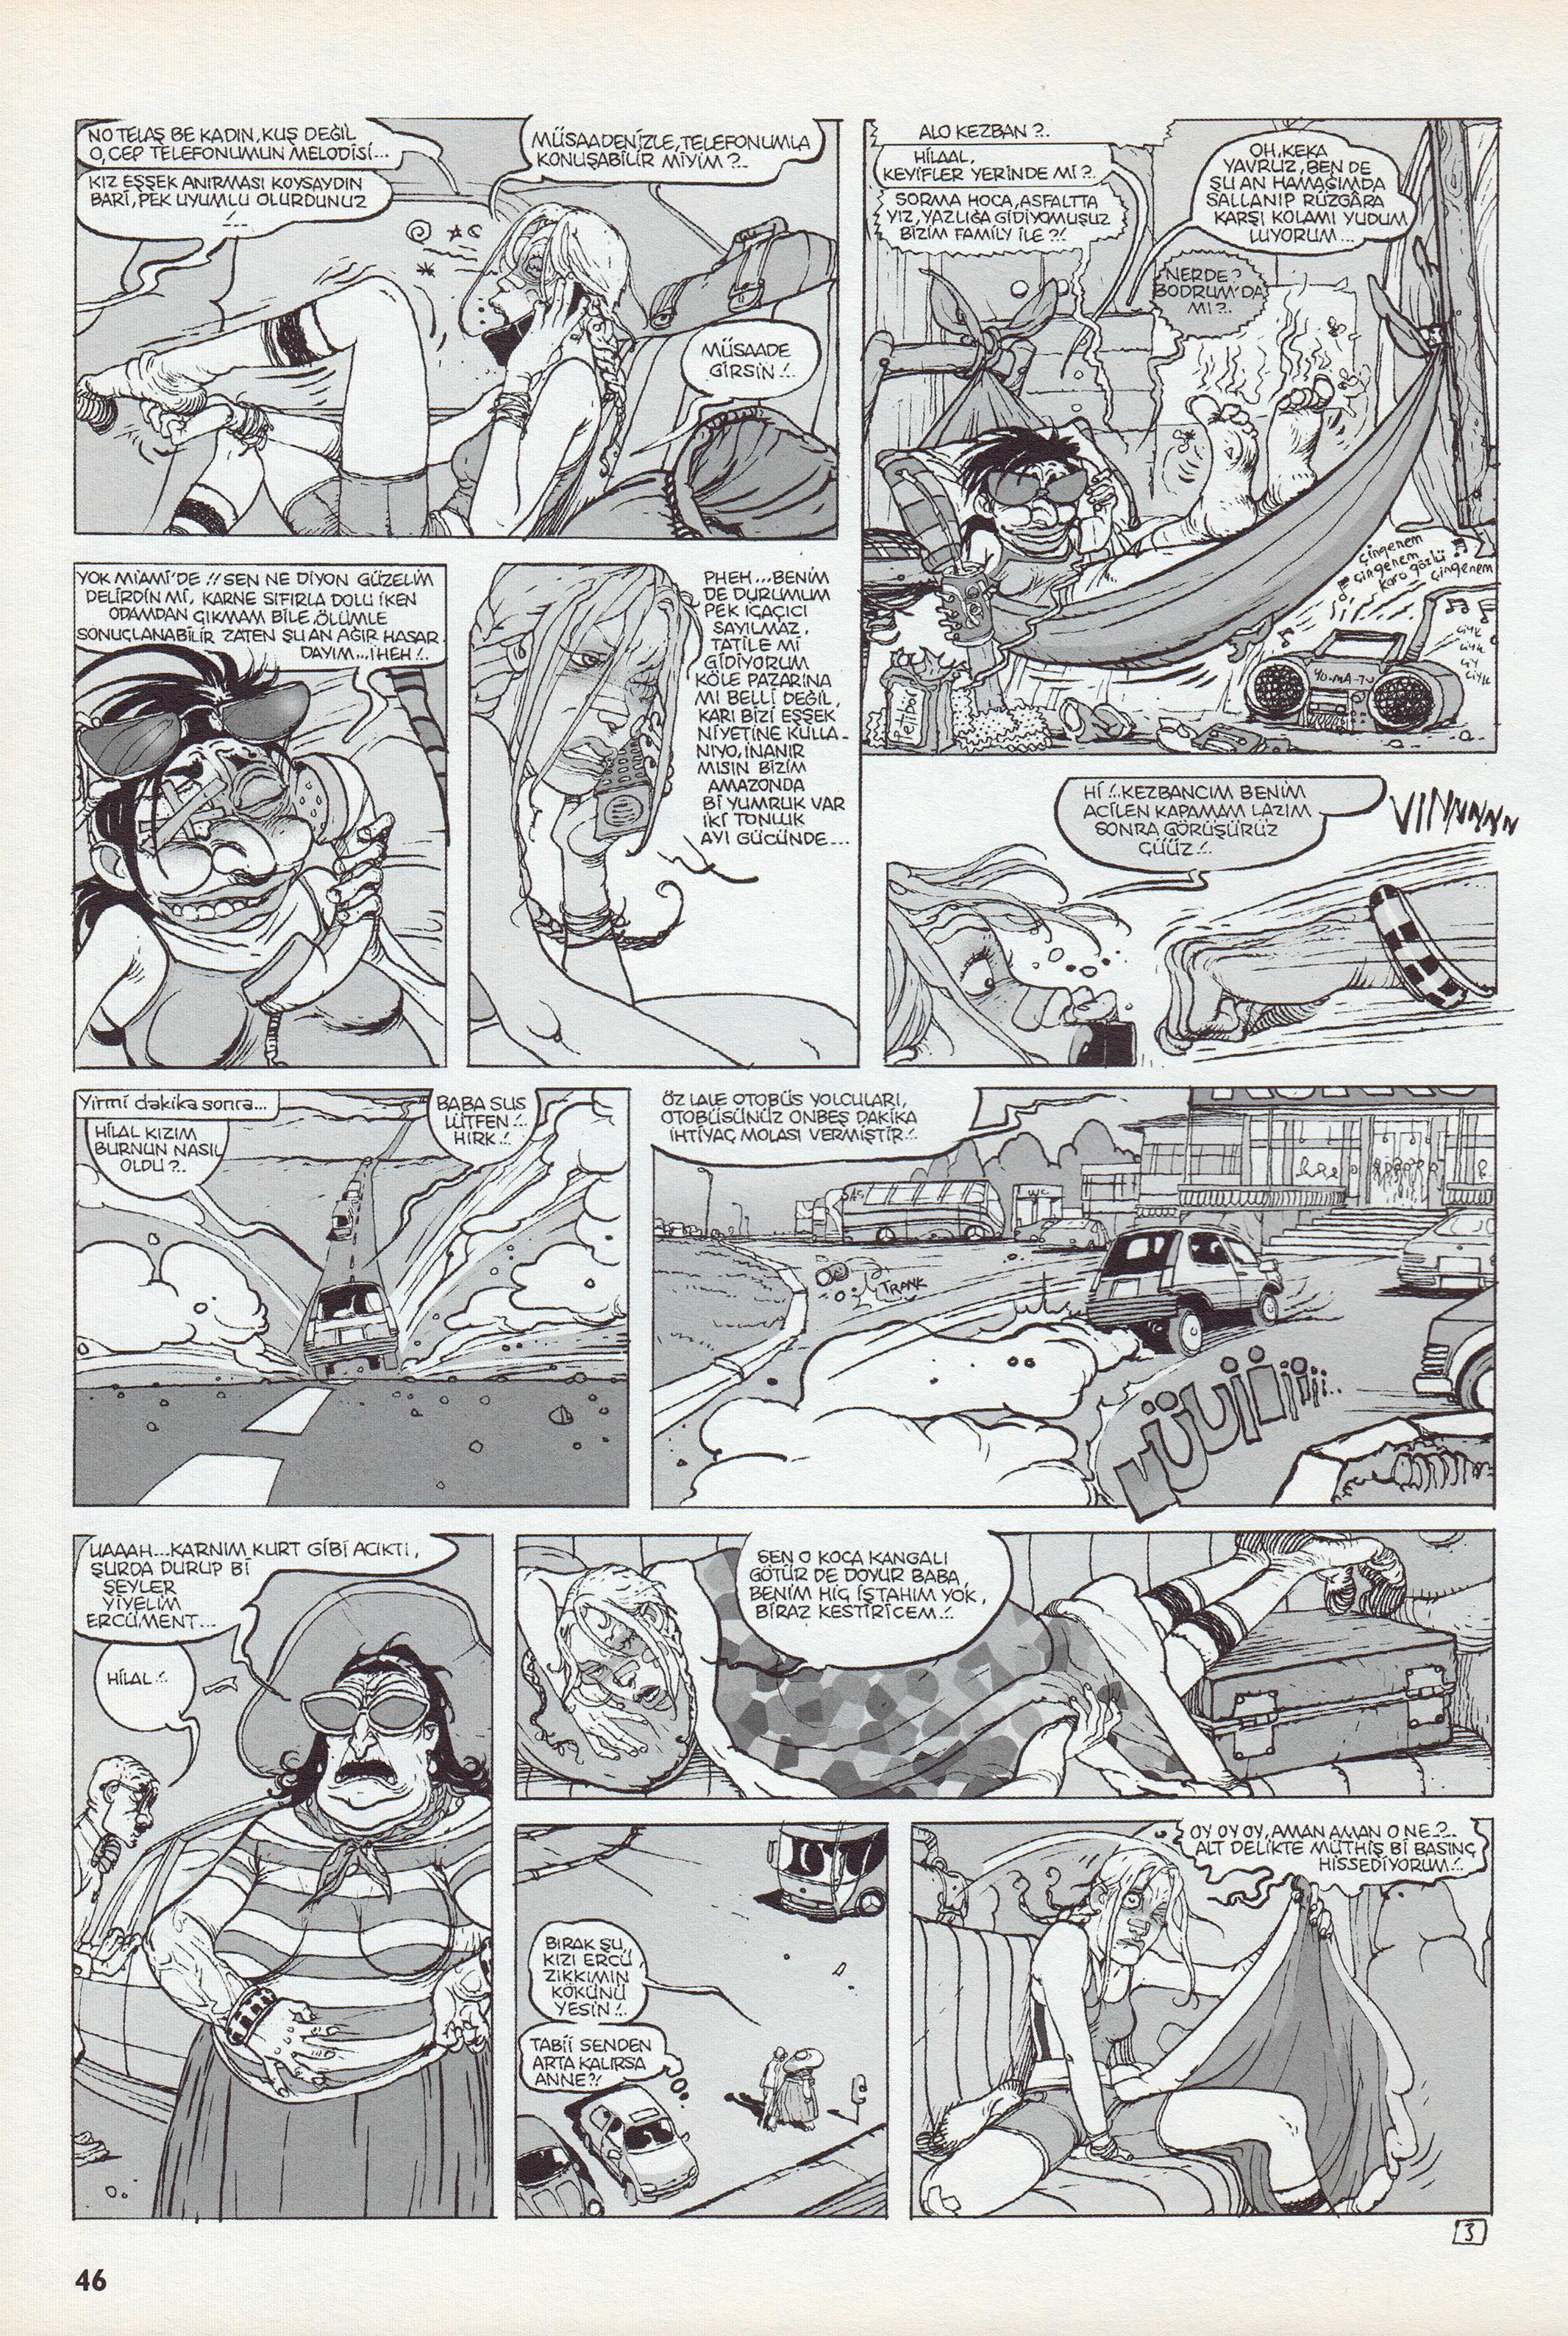 NO TELAŞ BE KADIN, KUŞ DEĞİL
O, CEP TELEFONUMUN MELODİSİ...
KIZ EŞŞEK ANIRMASI KOYSAYDIN
BARİ, PEK UYUMLU OLURDUNUZ
!...
MÜSAADENİZLE, TELEFONUMLA
KONUŞABİLİR MİYİM ?..
MÜSAADE
GİRSİN !..
ALO KEZBAN ?..
HİLAAL,
KEYİFLER YERİNDE Mİ ?..
SORMA HOCA, ASFALTTA
YIZ, YAZLIĞA GİDİYOMUŞUZ
BİZİM FAMİLY İLE ?!
OH, KEKA
YAVRUZ, BEN DE
ŞU AN HAMAĞIMDA
SALLANIP RÜZGÂRA
KARŞI KOLAMI YUDUM
LUYORUM...
NERDE ?
BODRUM'DA
MI ?..
çingenem
çingenem
kara gözlü
çingenem
ÇIYK
ÇIYK
ÇIY
ÇIYK
YO-MA-TU
Petibör
YOK MİAMİ'DE !! SEN NE DİYON GÜZELİM
DELİRDİN Mİ, KARNE SIFIRLA DOLU İKEN
ODAMDAN ÇIKMAM BİLE ÖLÜMLE
SONUÇLANABİLİR ZATEN ŞU AN AĞIR HASAR
DAYIM...İHEH !..
PHEH...BENİM
DE DURUMUM
PEK İÇAÇICI
SAYILMAZ,
TATİLE Mİ
GİDİYORUM
KÖLE PAZARINA
MI BELLİ DEĞİL,
KARI BİZİ EŞŞEK
NİYETİNE KULLA-
NIYO, İNANIR
MISIN BİZİM
AMAZONDA
Bİ YUMRUK VAR
İKİ TONLUK
AYI GÜCÜNDE...
Hİ !.. KEZBANCIM BENİM
ACİLEN KAPAMAM LAZIM
SONRA GÖRÜŞÜRÜZ
ÇÜÜZ !..
VINNNNN
Yirmi dakika sonra...
HİLAL KIZIM
BURNUN NASIL
OLDU ?..
BABA SUS
LÜTFEN !..
HIRK !..
ÖZ LALE OTOBÜS YOLCULARI,
OTOBÜSÜNÜZ ONBEŞ DAKİKA
İHTİYAÇ MOLASI VERMİŞTİR !..
WC
TRANK
VÜÜÜİİİİİİ..
UAAAH...KARNIM KURT GİBİ ACIKTI,
ŞURDA DURUP Bİ
ŞEYLER
YİYELİM
ERCÜMENT...
HİLAL !..
SEN O KOCA KANGALI
GÖTÜR DE DOYUR BABA,
BENİM HİÇ İŞTAHIM YOK,
BİRAZ KESTİRİCEM !..
BIRAK ŞU
KIZI ERCÜ,
ZIKKIMIN
KÖKÜNÜ
YESİN !..
TABİİ SENDEN
ARTA KALIRSA
ANNE ?!
OY OY OY, AMAN AMAN O NE ?..
ALT DELİKTE MÜTHİŞ Bİ BASINÇ
HİSSEDİYORUM !..
3
46